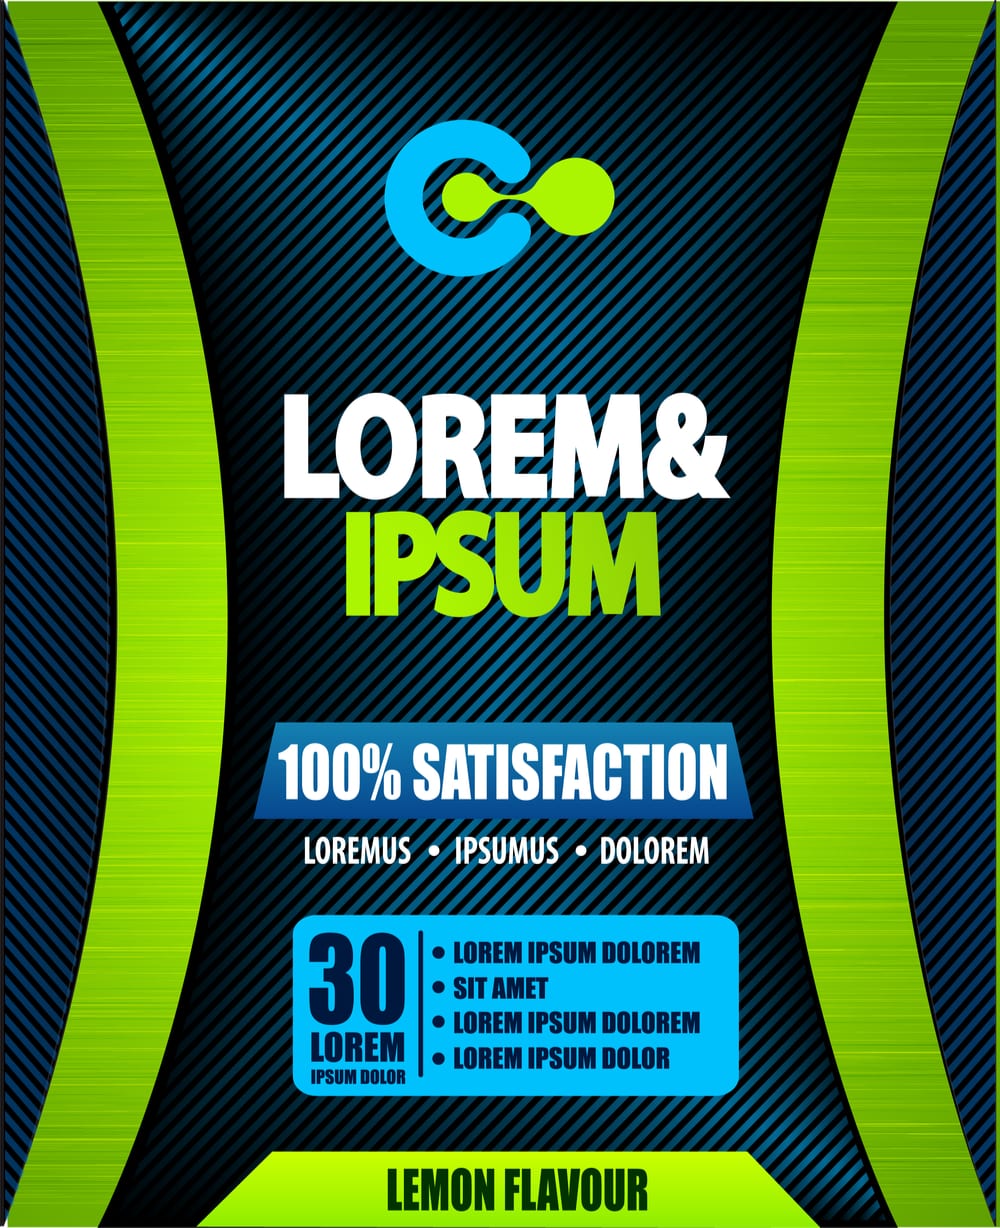 LOREM&
IPSUM
100% SATISFACTION
LOREMUS • IPSUMUS • DOLOREM
30
LOREM
IPSUM DOLOR
• LOREM IPSUM DOLOREM
• SIT AMET
• LOREM IPSUM DOLOREM
• LOREM IPSUM DOLOR
LEMON FLAVOUR